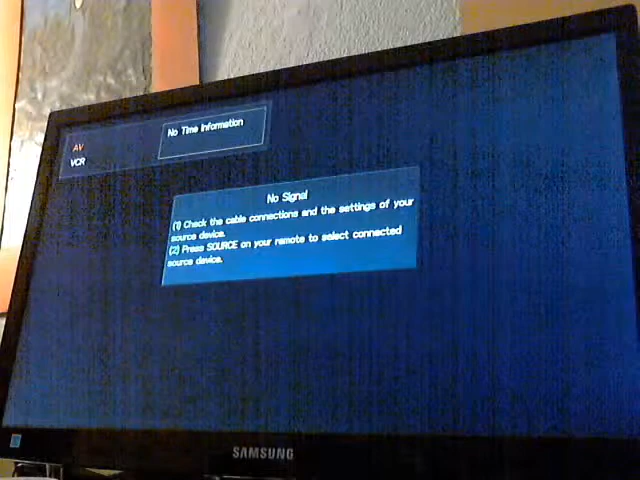 AV
VCR
No Time Information
No Signal
(1) Check the cable connections and the settings of your
source device.
(2) Press SOURCE on your remote to select connected
source device.
SAMSUNG